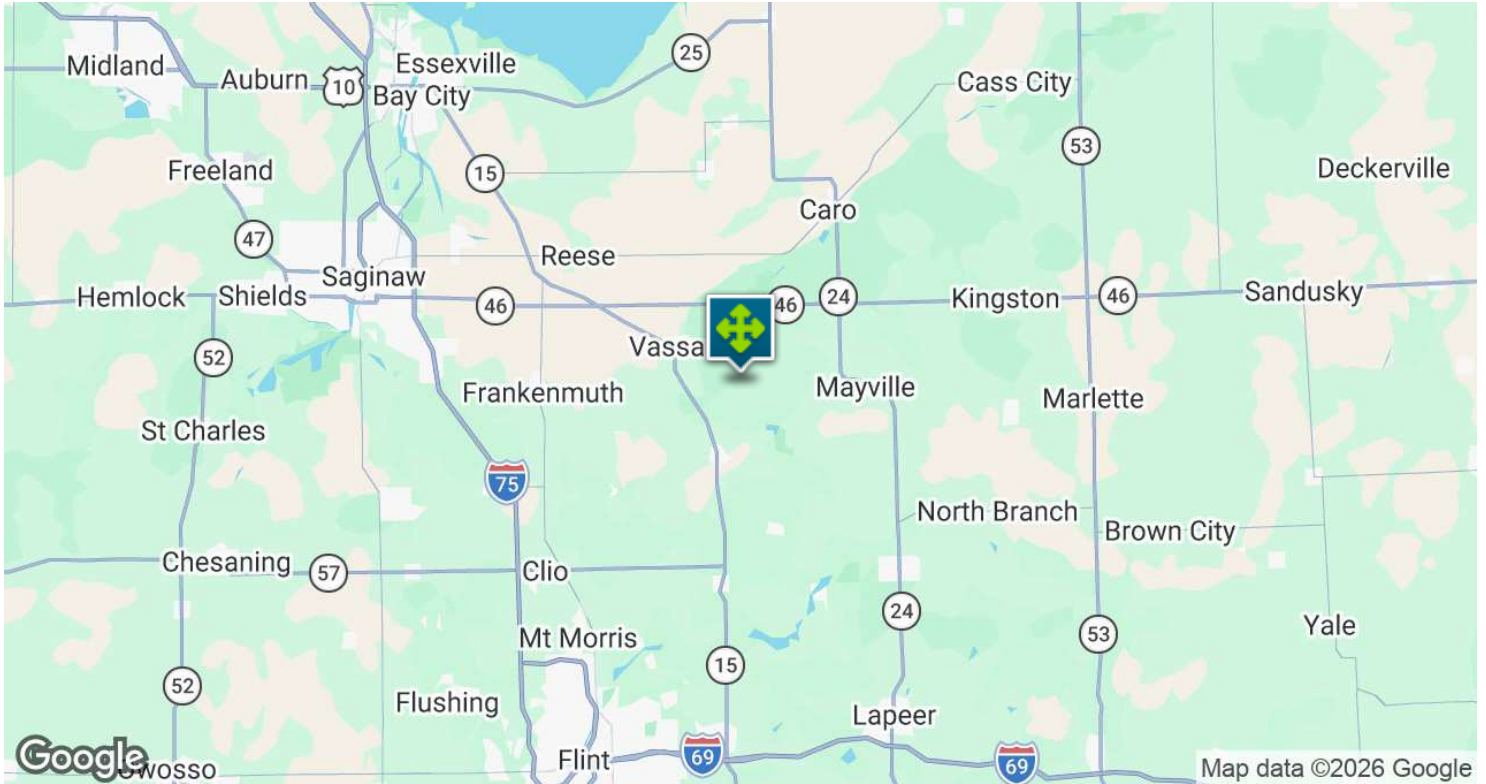 25
Midland
Auburn
10
Essexville
Bay City
Cass City
53
Deckerville
Freeland
15
Caro
47
Saginaw
Reese
Hemlock
Shields
46
46
24
Kingston
46
Sandusky
52
Vassa
Frankenmuth
Mayville
Marlette
St Charles
75
North Branch
Brown City
Chesaning
57
Clio
24
Mt Morris
53
Yale
15
52
Flushing
Lapeer
Flint
69
69
Google
wosso
Map data ©2026 Google